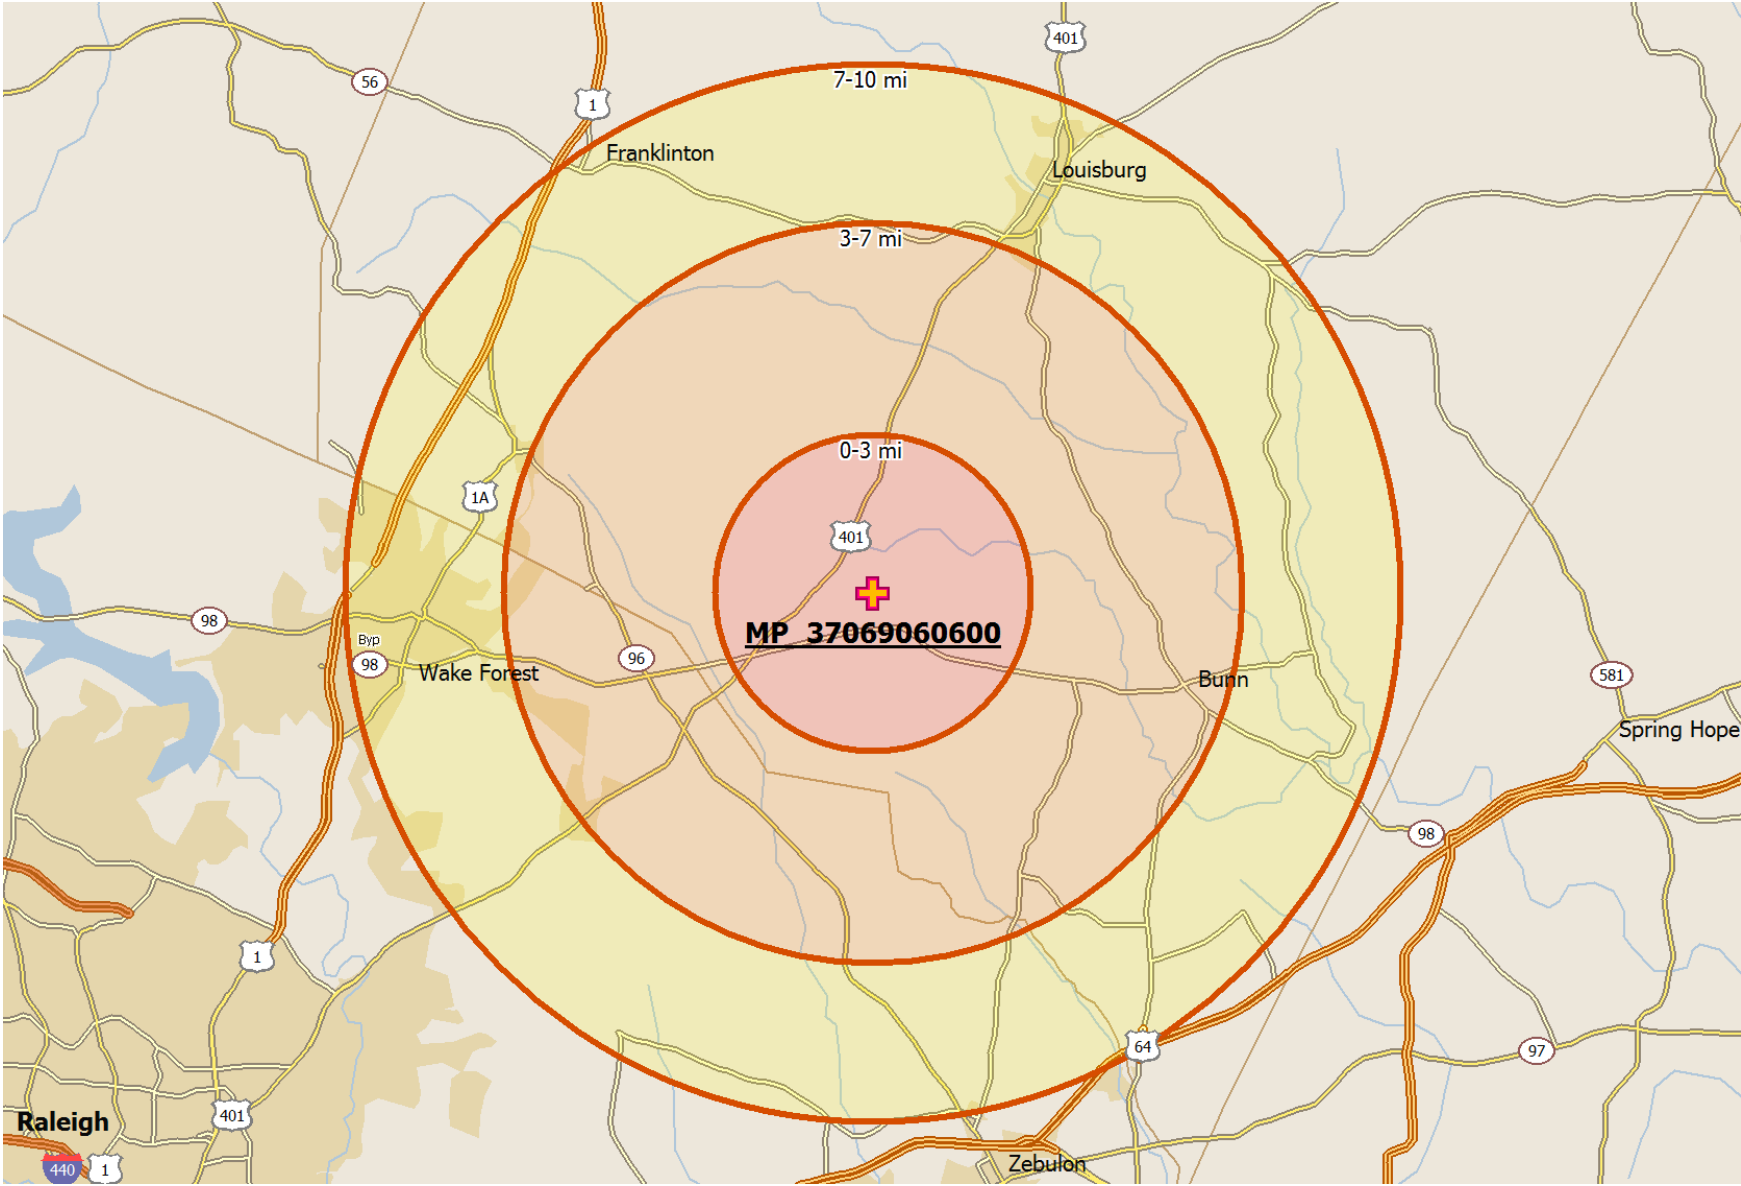 401
7-10 mi
56
1
Franklinton
Louisburg
3-7 mi
0-3 mi
1A
401
MP 37069060600
98
Byp
98
Wake Forest
96
Bunn
581
Spring Hope
98
1
64
97
401
Raleigh
440
1
Zebulon